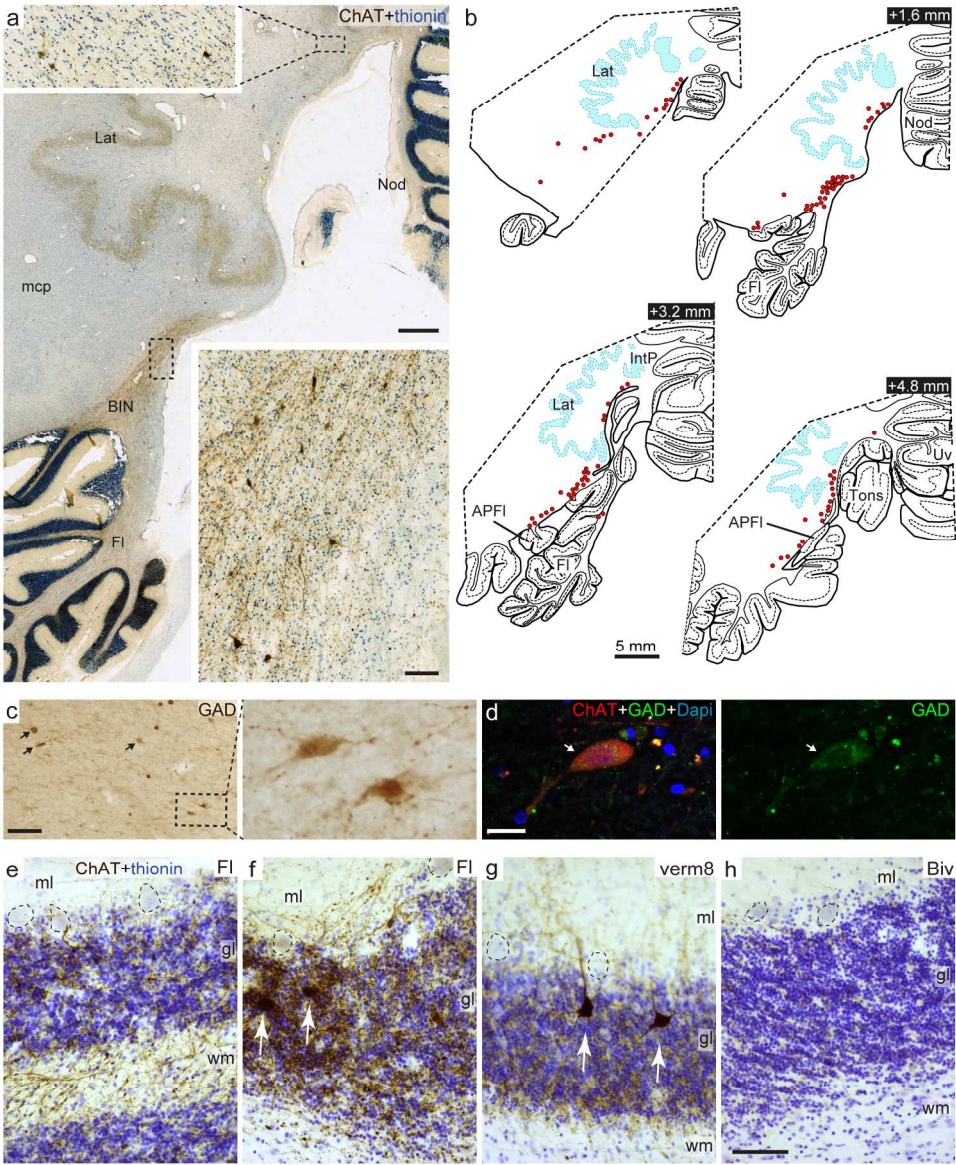 a
ChAT+thionin
Lat
Nod
mcp
BIN
Fl
b
Lat
+1.6 mm
Nod
Fl
+3.2 mm
IntP
Lat
APFl
Fl
+4.8 mm
Uv
Tons
APFl
5 mm
c
GAD
d
ChAT+GAD+Dapi
GAD
e
ChAT+thionin
Fl
ml
gl
wm
f
Fl
ml
gl
g
verm8
ml
gl
wm
h
Biv
ml
gl
wm